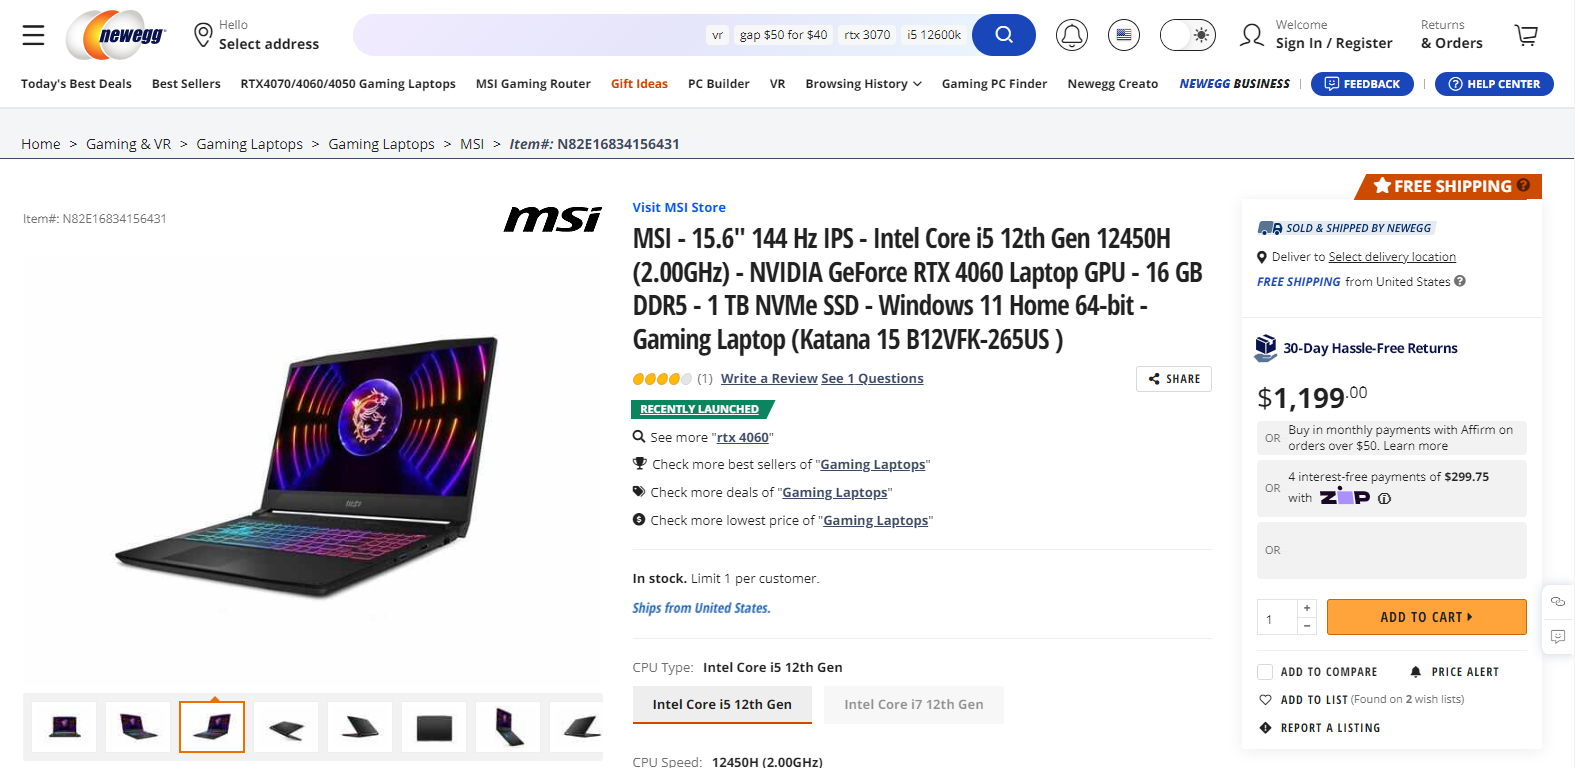 newegg
Hello
Select address
vr
gap $50 for $40
rtx 3070
i5 12600k
Welcome
Sign In / Register
Returns
& Orders
Today's Best Deals
Best Sellers
RTX4070/4060/4050 Gaming Laptops
MSI Gaming Router
Gift Ideas
PC Builder
VR
Browsing History
Gaming PC Finder
Newegg Creato
NEWEGG BUSINESS
FEEDBACK
HELP CENTER
Home > Gaming & VR > Gaming Laptops > Gaming Laptops > MSI > Item#: N82E16834156431
Item#: N82E16834156431
msi
msi
Visit MSI Store
MSI - 15.6" 144 Hz IPS - Intel Core i5 12th Gen 12450H
(2.00GHz) - NVIDIA GeForce RTX 4060 Laptop GPU - 16 GB
DDR5 - 1 TB NVMe SSD - Windows 11 Home 64-bit -
Gaming Laptop (Katana 15 B12VFK-265US )
(1) Write a Review See 1 Questions
SHARE
RECENTLY LAUNCHED
See more "rtx 4060"
Check more best sellers of "Gaming Laptops"
Check more deals of "Gaming Laptops"
Check more lowest price of "Gaming Laptops"
In stock. Limit 1 per customer.
Ships from United States.
CPU Type: Intel Core i5 12th Gen
Intel Core i5 12th Gen
Intel Core i7 12th Gen
CPU Speed: 12450H (2.00GHz)
FREE SHIPPING ?
SOLD & SHIPPED BY NEWEGG
Deliver to Select delivery location
FREE SHIPPING from United States ?
30-Day Hassle-Free Returns
$1,199.00
OR
Buy in monthly payments with Affirm on
orders over $50. Learn more
OR
4 interest-free payments of $299.75
with ZIP
OR
1
+
−
ADD TO CART
ADD TO COMPARE
PRICE ALERT
ADD TO LIST (Found on 2 wish lists)
REPORT A LISTING